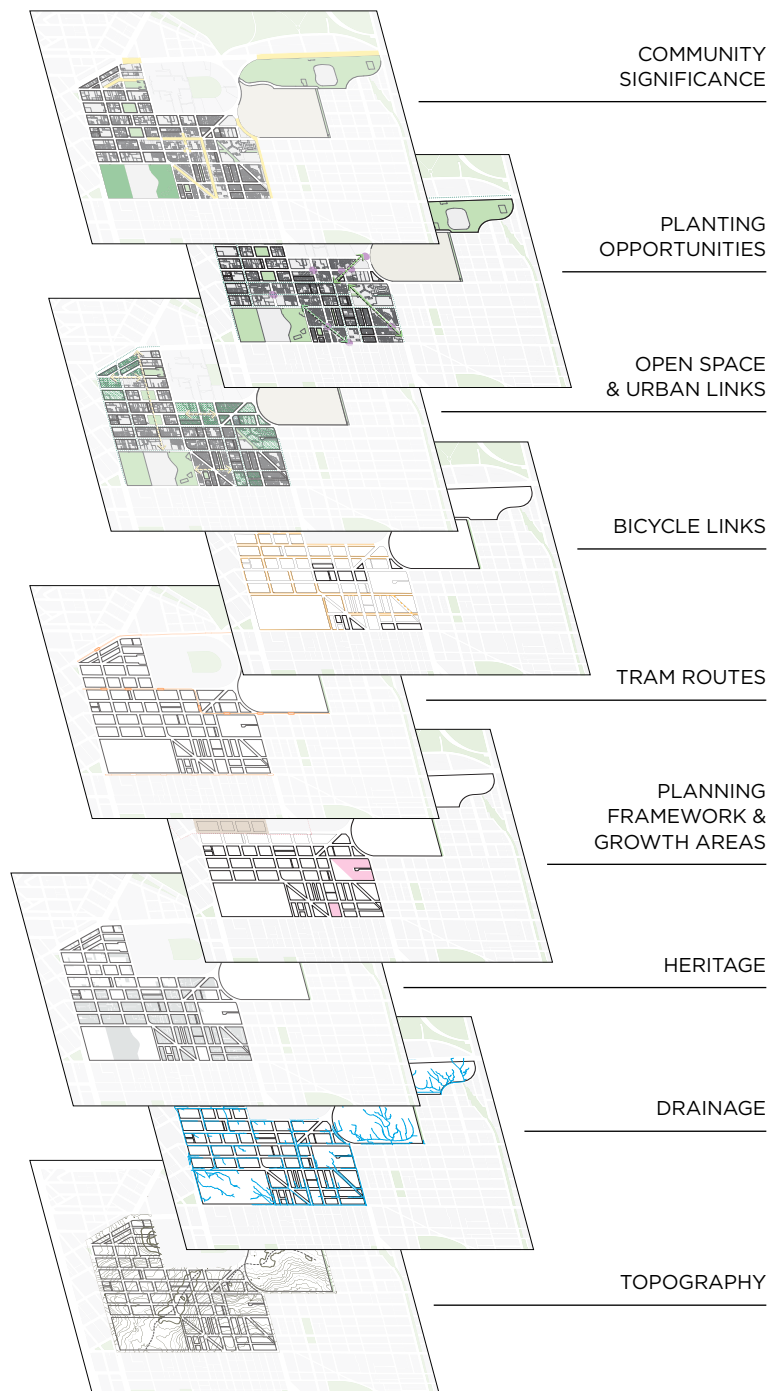 COMMUNITY
SIGNIFICANCE
PLANTING
OPPORTUNITIES
OPEN SPACE
& URBAN LINKS
BICYCLE LINKS
TRAM ROUTES
PLANNING
FRAMEWORK &
GROWTH AREAS
HERITAGE
DRAINAGE
TOPOGRAPHY